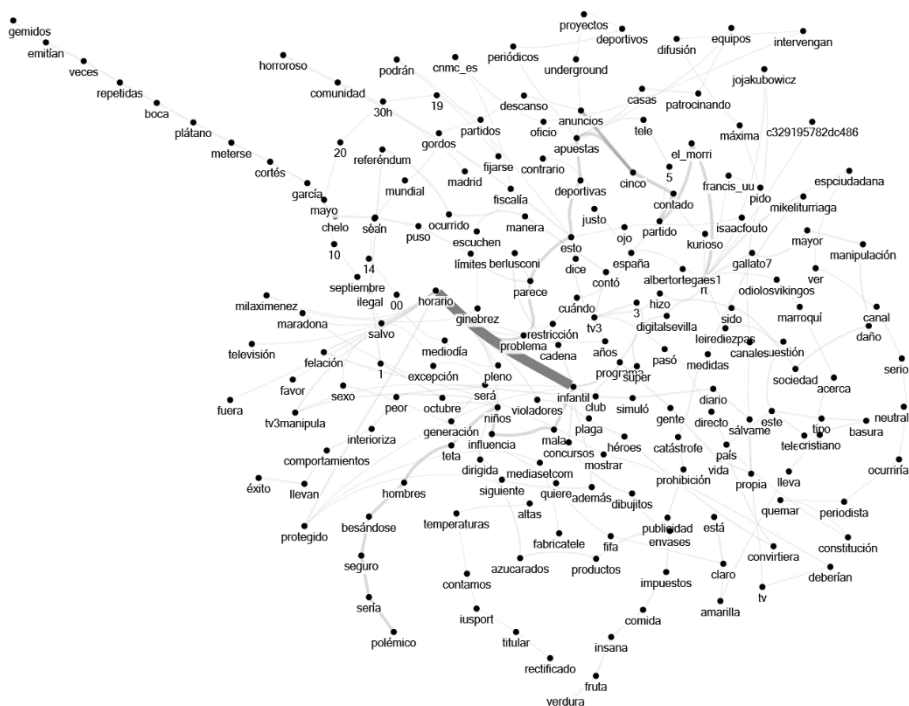 gemidos
emitían
veces
repetidas
boca
plátano
meterse
cortés
garcía
mayo
chelo
10
septiembre
horroroso
comunidad
podrán
cnmc_es
periódicos
proyectos
deportivos
underground
difusión
equipos
intervengan
jojakubowicz
patrocinando
casas
máxima
c329195782dc486
30h
19
descanso
anuncios
oficio
partidos
tele
el_morri
20
referéndum
gordos
contrario
apuestas
fijarse
5
cinco
mundial
madrid
fiscalía
deportivas
contado
francis_uu
pido
espciudadana
mikeliturriaga
seán
puso
ocurrido
manera
justo
ojo
partido
kurioso
isaacfouto
mayor
manipulación
escuchen
esto
españa
gallato7
14
límites
berlusconi
dice
contó
albertortegaes1
rt
odiolosvikingos
ver
ilegal
00
horario
parece
cuándo
hizo
3
marroquí
canal
milaximenez
maradona
salvo
ginebrez
restricción
tv3
digitalsevilla
sido
leirediezpas
daño
televisión
felación
mediodía
problema
cadena
años
programa
súper
pasó
medidas
canales
cuestión
sociedad
acerca
serio
1
excepción
pleno
será
infantil
club
simuló
diario
favor
sexo
fuera
tv3manipula
peor
octubre
niños
violadores
plaga
gente
directo
sálvame
este
tipo
basura
neutral
interioriza
generación
influencia
mala
concursos
héroes
catástrofe
país
tele
cristiano
comportamientos
teta
dirigida
mediasetcom
mostrar
prohibición
vida
propia
lleva
ocurriría
éxito
llevan
hombres
siguiente
quiere
además
dibujitos
quemar
periodista
protegido
besándose
temperaturas
altas
fabricatele
fifa
publicidad
envases
está
convirtiera
constitución
seguro
contamos
azucarados
productos
impuestos
claro
tv
deberían
sería
iusport
comida
amarilla
polémico
titular
insana
rectificado
fruta
verdura